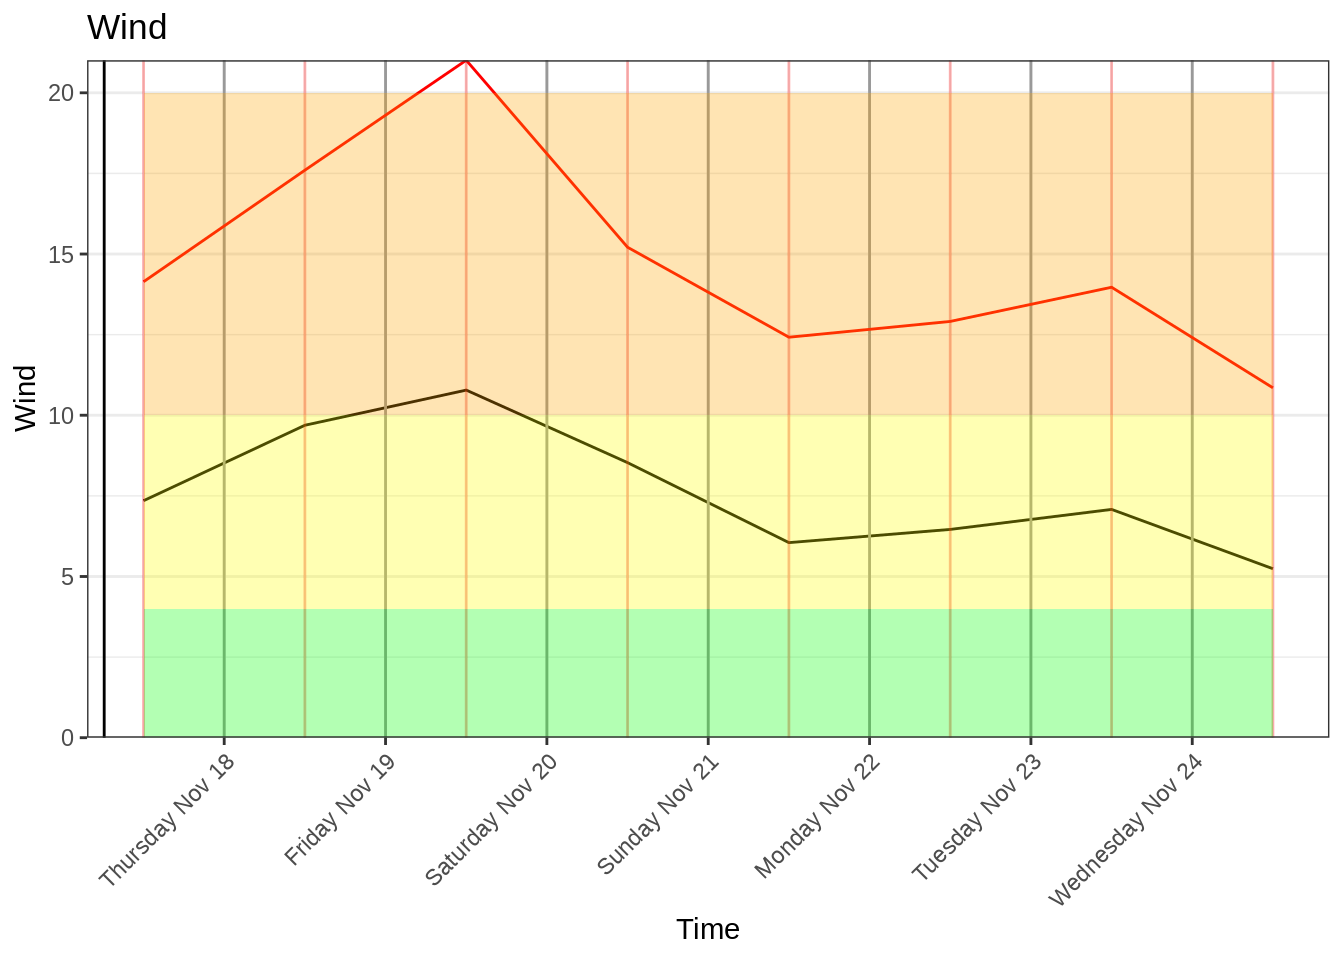 Wind
Wind
20
15
10
5
0
Thursday Nov 18
Friday Nov 19
Saturday Nov 20
Sunday Nov 21
Monday Nov 22
Tuesday Nov 23
Wednesday Nov 24
Time